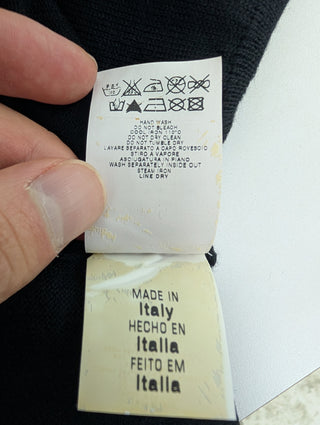 HAND WASH
DO NOT BLEACH
COOL IRON 110°C
DO NOT DRY CLEAN
DO NOT TUMBLE DRY
LAVARE SEPARATO A CAPO ROVESCIO
STIRO A VAPORE
ASCIUGATURA IN PIANO
WASH SEPARATELY INSIDE OUT
STEAM IRON
LINE DRY
MADE IN
Italy
HECHO EN
Italia
FEITO EM
Italia